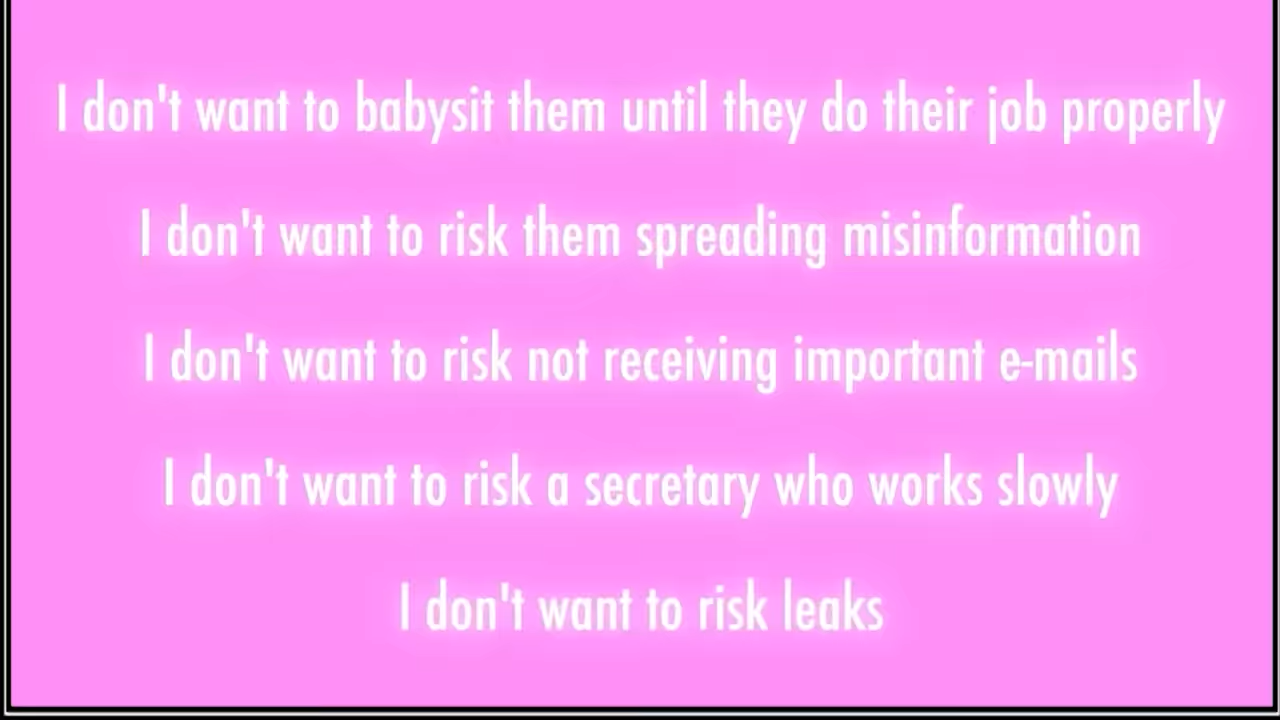 I don't want to babysit them until they do their job properly
I don't want to risk them spreading misinformation
I don't want to risk not receiving important e-mails
I don't want to risk a secretary who works slowly
I don't want to risk leaks